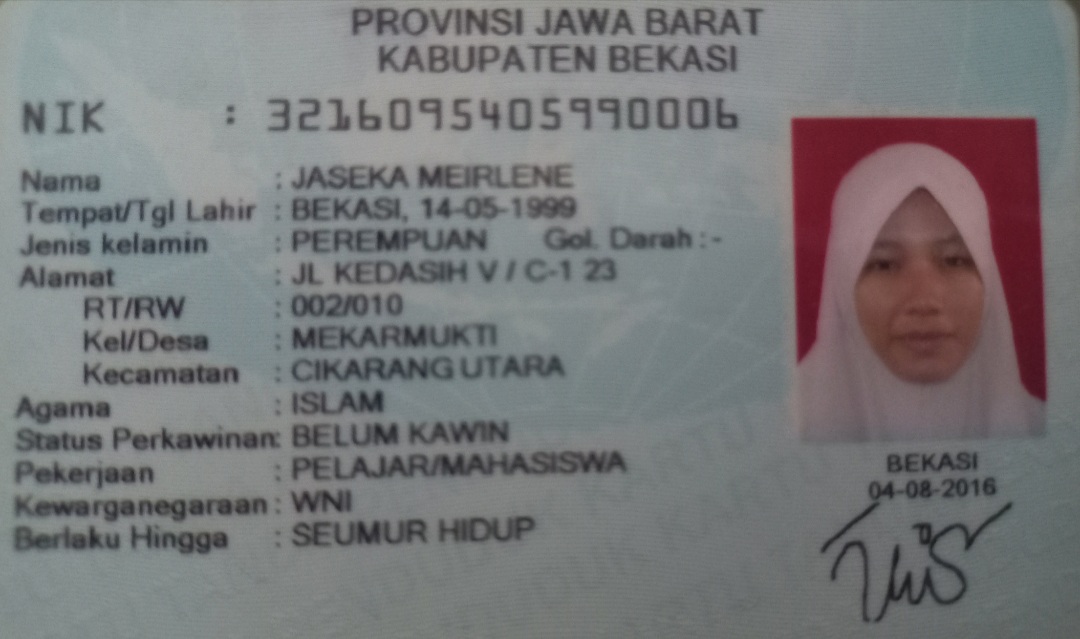 PROVINSI JAWA BARAT
KABUPATEN BEKASI
NIK : 3216095405990006
Nama : JASEKA MEIRLENE
Tempat/Tgl Lahir : BEKASI, 14-05-1999
Jenis kelamin : PEREMPUAN Gol. Darah : -
Alamat : JL KEDASIH V / C-1 23
RT/RW : 002/010
Kel/Desa : MEKARMUKTI
Kecamatan : CIKARANG UTARA
Agama : ISLAM
Status Perkawinan: BELUM KAWIN
Pekerjaan : PELAJAR/MAHASISWA
Kewarganegaraan : WNI
Berlaku Hingga : SEUMUR HIDUP
BEKASI
04-08-2016